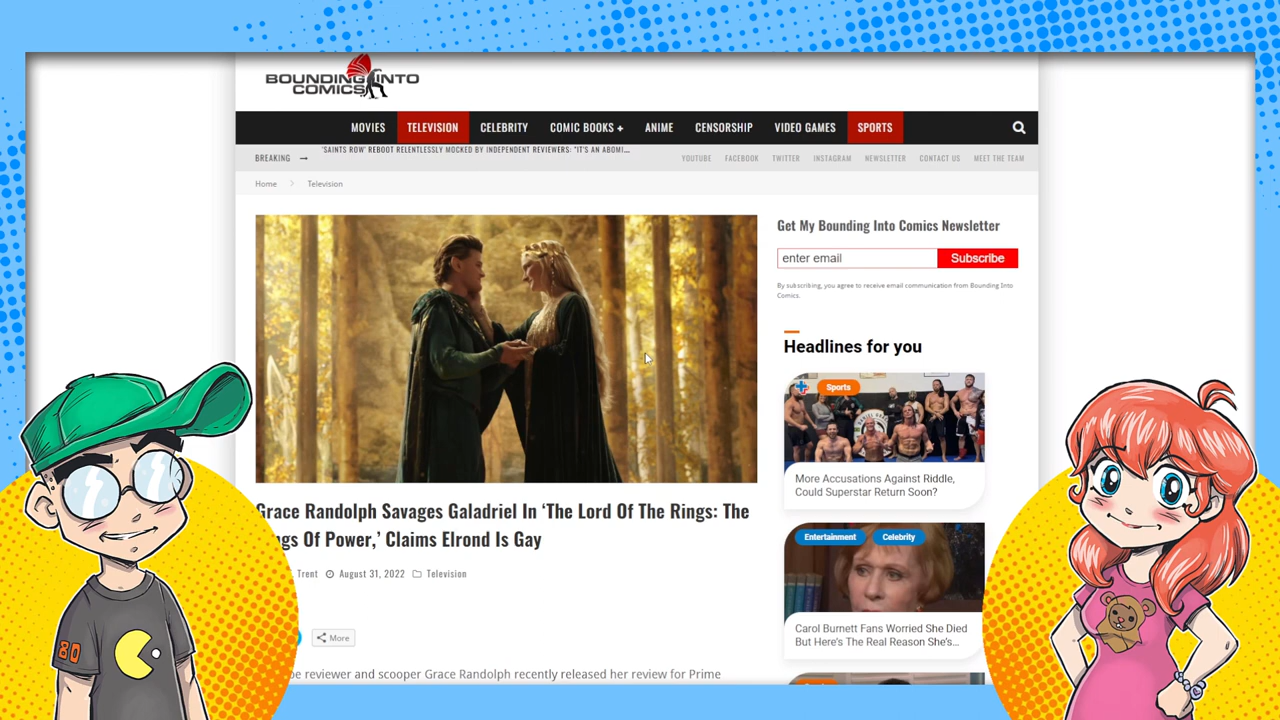 BOUNDING INTO
COMICS
MOVIES TELEVISION CELEBRITY COMIC BOOKS + ANIME CENSORSHIP VIDEO GAMES SPORTS
BREAKING → 'SAINTS ROW' REBOOT RELENTLESSLY MOCKED BY INDEPENDENT REVIEWERS: "IT'S AN ABOMI...
YOUTUBE FACEBOOK TWITTER INSTAGRAM NEWSLETTER CONTACT US MEET THE TEAM
Home > Television
Grace Randolph Savages Galadriel In ‘The Lord Of The Rings: The
ngs Of Power,’ Claims Elrond Is Gay
Trent August 31, 2022 Television
More
be reviewer and scooper Grace Randolph recently released her review for Prime
Get My Bounding Into Comics Newsletter
enter email Subscribe
By subscribing, you agree to receive email communication from Bounding Into
Comics.
Headlines for you
Sports
More Accusations Against Riddle,
Could Superstar Return Soon?
Entertainment Celebrity
Carol Burnett Fans Worried She Died
But Here's The Real Reason She's...
80